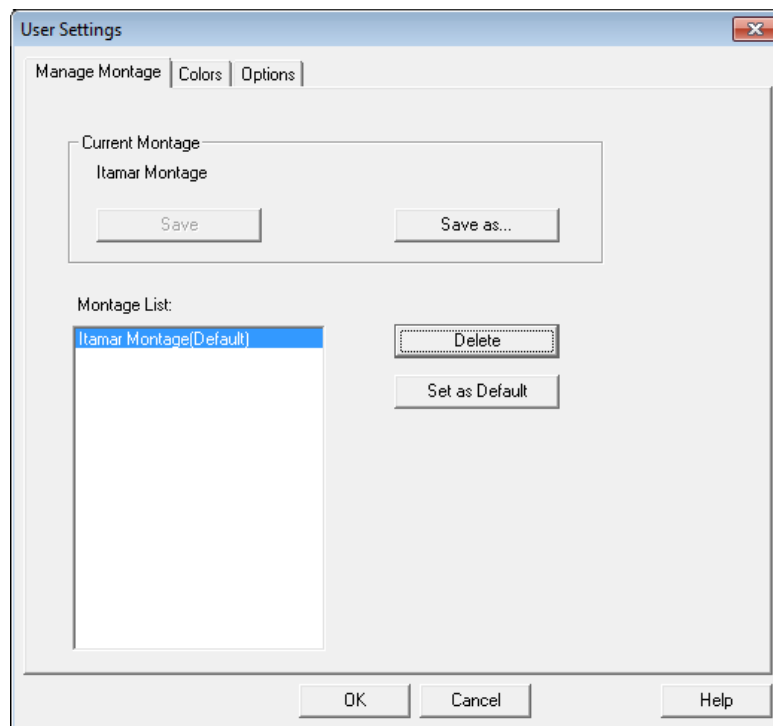 User Settings
Manage Montage Colors Options
Current Montage
Itamar Montage
Save Save as...
Montage List:
Itamar Montage(Default)
Delete
Set as Default
OK Cancel Help